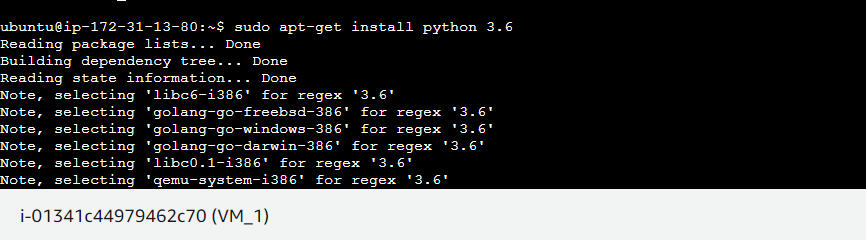 ubuntu@ip-172-31-13-80:~$ sudo apt-get install python 3.6
Reading package lists... Done
Building dependency tree... Done
Reading state information... Done
Note, selecting 'libc6-i386' for regex '3.6'
Note, selecting 'golang-go-freebsd-386' for regex '3.6'
Note, selecting 'golang-go-windows-386' for regex '3.6'
Note, selecting 'golang-go-darwin-386' for regex '3.6'
Note, selecting 'libc0.1-i386' for regex '3.6'
Note, selecting 'qemu-system-i386' for regex '3.6'
i-01341c44979462c70 (VM_1)